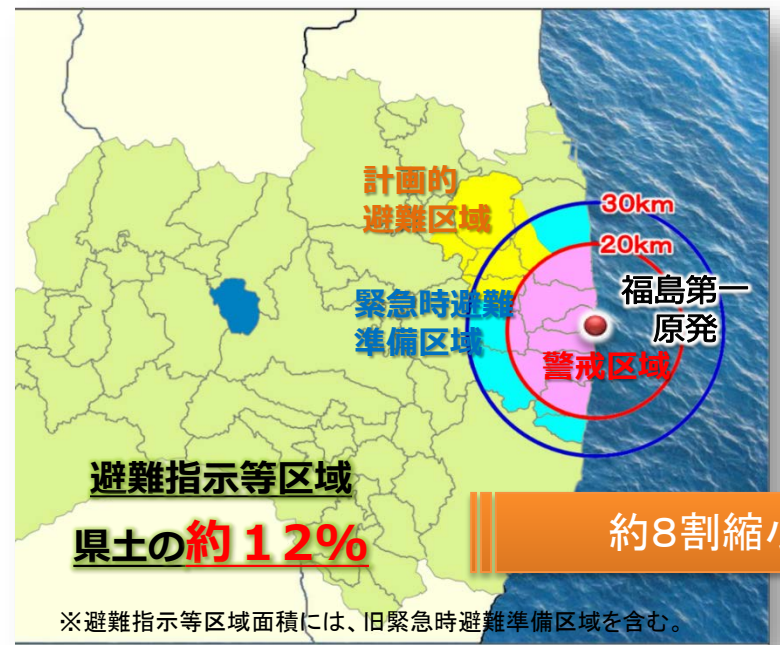 計画的
避難区域
30km
20km
緊急時避難
準備区域
福島第一
原発
警戒区域
避難指示等区域
県土の約１２%
約8割縮
※避難指示等区域面積には、旧緊急時避難準備区域を含む。